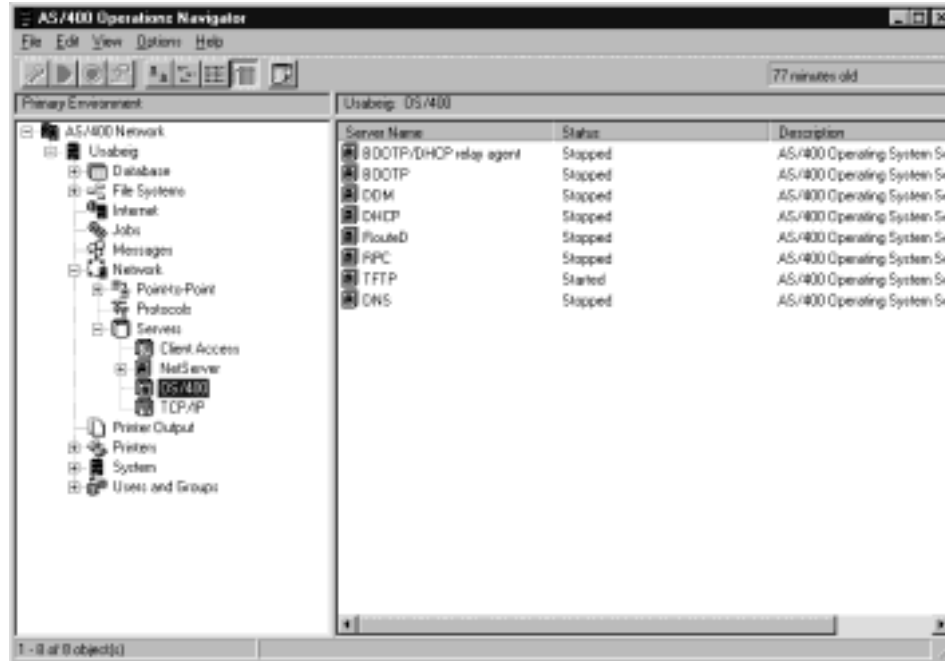 AS/400 Operations Navigator
File Edit View Options Help
77 minutes old
Primary Environment
Usabeig: OS/400
AS/400 Network
Usabeig
Database
File Systems
Internet
Jobs
Messages
Network
Point-to-Point
Protocols
Servers
Client Access
NetServer
OS/400
TCP/IP
Printer Output
Printers
System
Users and Groups
Server Name Status Description
BOOTP/DHCP relay agent Stopped AS/400 Operating System Se
BOOTP Stopped AS/400 Operating System Se
DDM Stopped AS/400 Operating System Se
DHCP Stopped AS/400 Operating System Se
RouteD Stopped AS/400 Operating System Se
RPC Stopped AS/400 Operating System Se
TFTP Started AS/400 Operating System Se
DNS Stopped AS/400 Operating System Se
1 - 8 of 8 object(s)